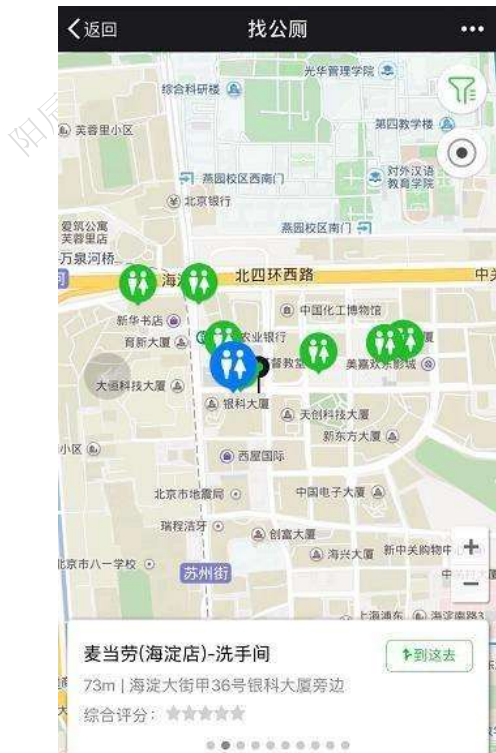 返回
找公厕
光华管理学院
综合科研楼
芙蓉里小区
第四教学楼
燕园校区西南门
对外汉语
教育学院
北京银行
爱筑公寓
芙蓉里店
燕园校区南门
万泉河桥
北四环西路
中国化工博物馆
新华书店
农业银行
育新大厦
督教堂
美嘉欢乐影城
大恒科技大厦
银科大厦
天创科技大厦
新东方大厦
小区
西屋国际
北京市地震局
中国电子大厦
瑞程洁牙
创富大厦
海兴大厦
新中关购物中
北京市八一学校
苏州街
上海浦东
海淀南路3
麦当劳(海淀店)-洗手间
到这去
73m | 海淀大街甲36号银科大厦旁边
综合评分: